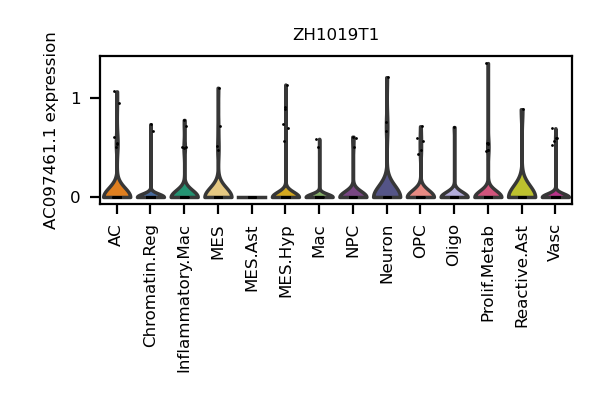 ZH1019T1
AC097461.1 expression
1
0
AC
Chromatin.Reg
Inflammatory.Mac
MES
MES.Ast
MES.Hyp
Mac
NPC
Neuron
OPC
Oligo
Prolif.Metab
Reactive.Ast
Vasc